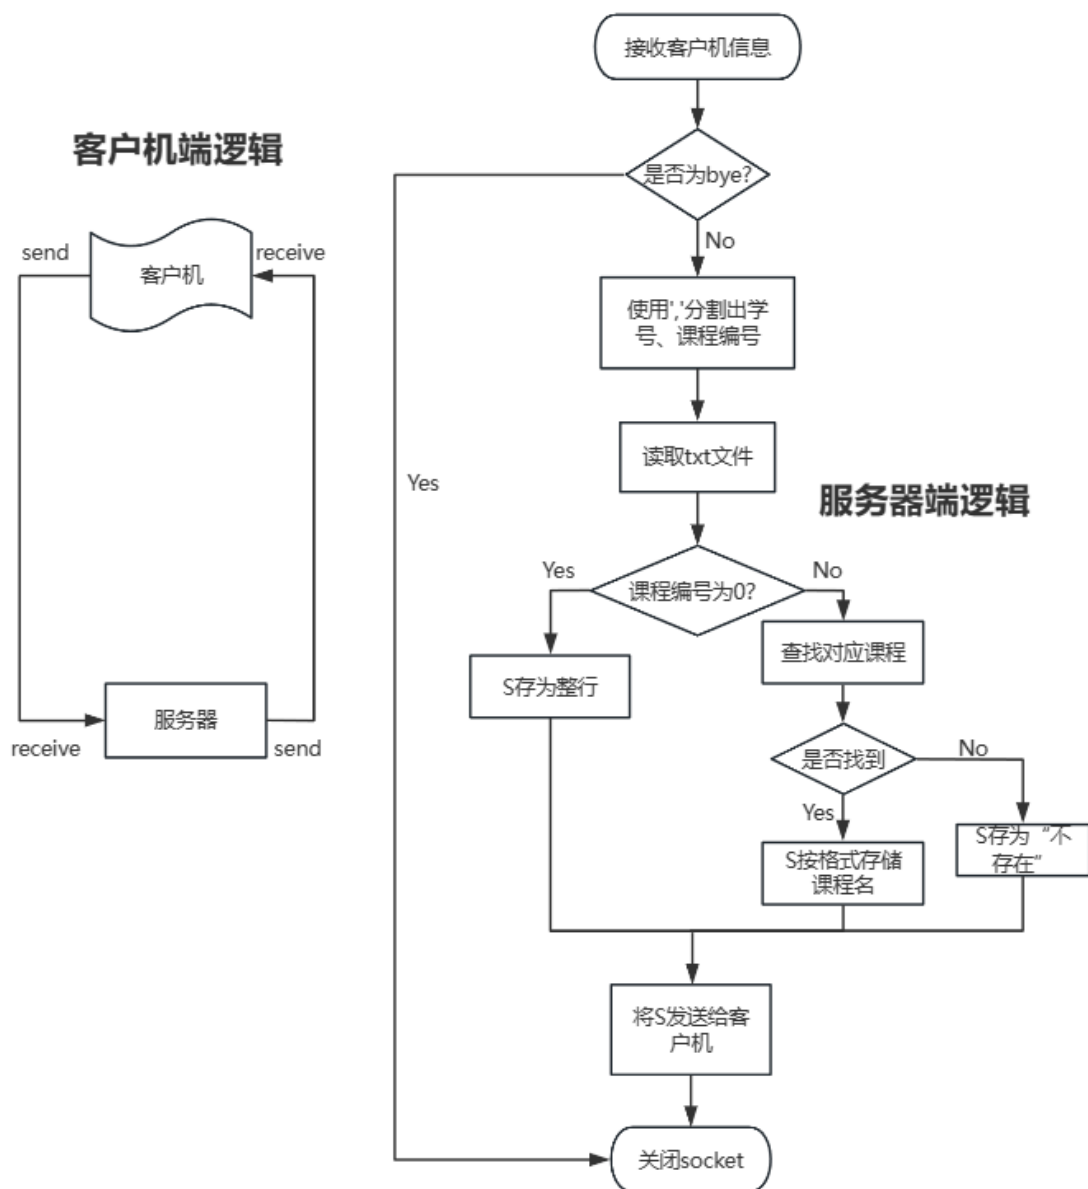 接收客户机信息
客户机端逻辑
是否为bye?
No
send
receive
客户机
使用','分割出学
号、课程编号
读取txt文件
Yes
服务器端逻辑
Yes
课程编号为0?
No
查找对应课程
S存为整行
服务器
receive
send
是否找到
No
Yes
S存为“不
存在”
S按格式存储
课程名
将S发送给客
户机
关闭socket